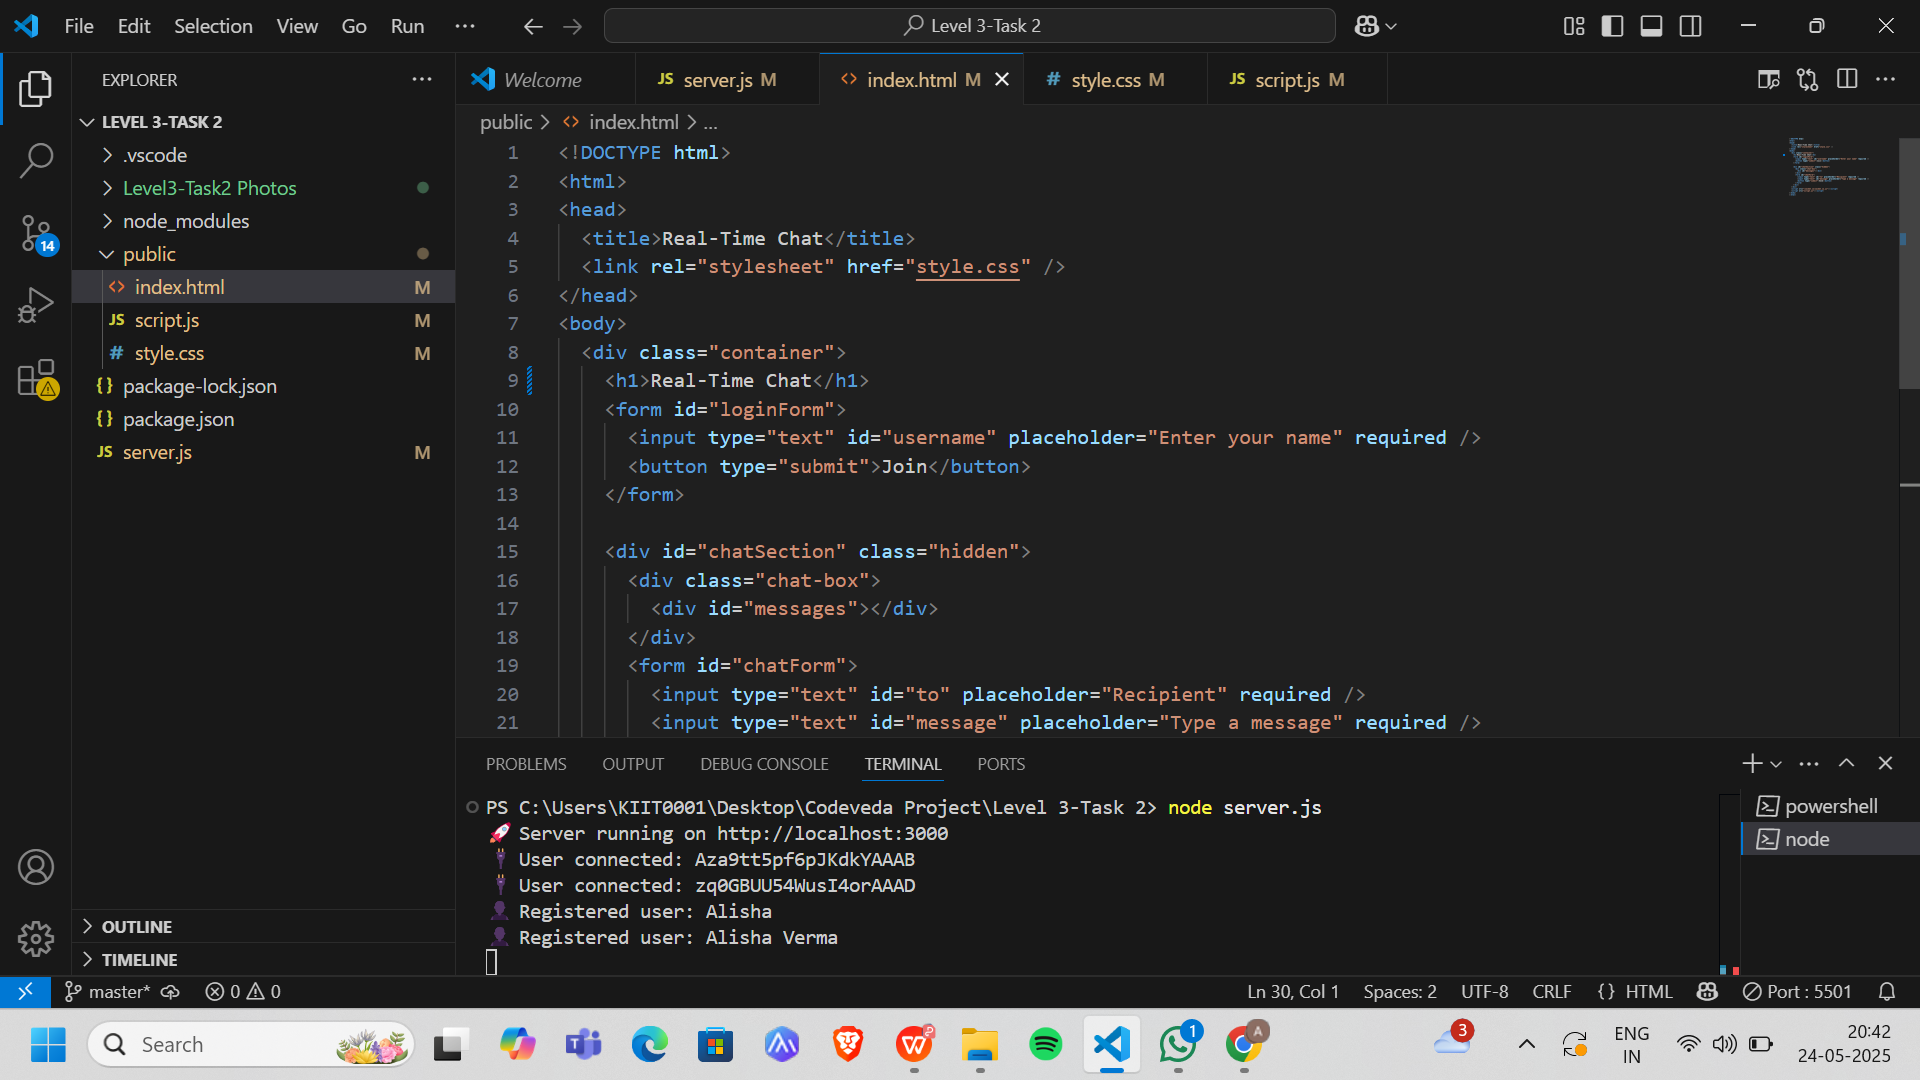 File Edit Selection View Go Run ··· Level 3-Task 2
EXPLORER
LEVEL 3-TASK 2
.vscode
Level3-Task2 Photos
node_modules
public
index.html M
script.js M
style.css M
package-lock.json
package.json
server.js M
OUTLINE
TIMELINE
14
Welcome
JS server.js M
<> index.html M
# style.css M
JS script.js M
public > <> index.html > ...
1 <!DOCTYPE html>
2 <html>
3 <head>
4 <title>Real-Time Chat</title>
5 <link rel="stylesheet" href="style.css" />
6 </head>
7 <body>
8 <div class="container">
9 <h1>Real-Time Chat</h1>
10 <form id="loginForm">
11 <input type="text" id="username" placeholder="Enter your name" required />
12 <button type="submit">Join</button>
13 </form>
14
15 <div id="chatSection" class="hidden">
16 <div class="chat-box">
17 <div id="messages"></div>
18 </div>
19 <form id="chatForm">
20 <input type="text" id="to" placeholder="Recipient" required />
21 <input type="text" id="message" placeholder="Type a message" required />
PROBLEMS OUTPUT DEBUG CONSOLE TERMINAL PORTS
PS C:\Users\KIIT0001\Desktop\Codeveda Project\Level 3-Task 2> node server.js
🚀 Server running on http://localhost:3000
🔌 User connected: Aza9tt5pf6pJKdkYAAAB
🔌 User connected: zq0GBUU54WusI4orAAAD
👤 Registered user: Alisha
👤 Registered user: Alisha Verma
powershell
node
master* 0 0 Ln 30, Col 1 Spaces: 2 UTF-8 CRLF {} HTML Port : 5501
Search
1
A
3
ENG
IN
20:42
24-05-2025